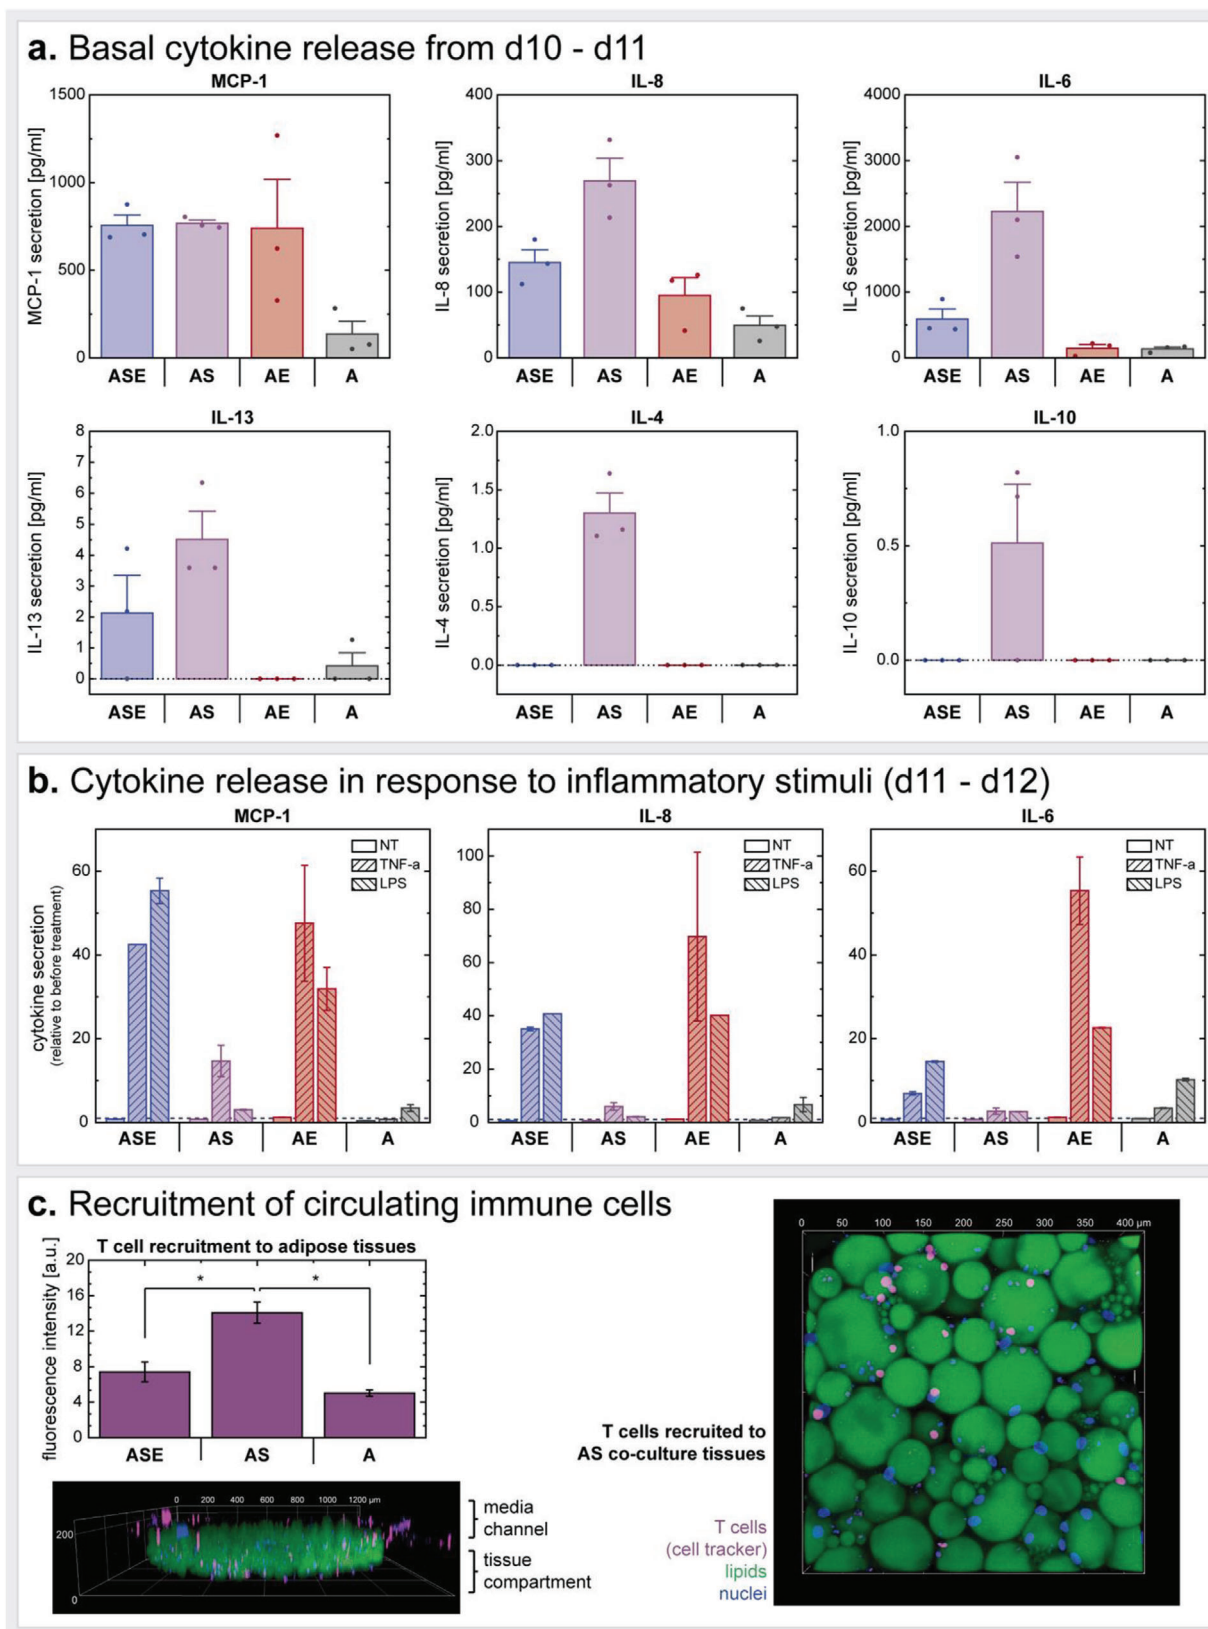 a. Basal cytokine release from d10 - d11
MCP-1
MCP-1 secretion [pg/ml]
1500
1000
500
0
ASE AS AE A
IL-8
IL-8 secretion [pg/ml]
400
300
200
100
0
ASE AS AE A
IL-6
IL-6 secretion [pg/ml]
4000
3000
2000
1000
0
ASE AS AE A
IL-13
IL-13 secretion [pg/ml]
8
7
6
5
4
3
2
1
0
ASE AS AE A
IL-4
IL-4 secretion [pg/ml]
2.0
1.5
1.0
0.5
0.0
ASE AS AE A
IL-10
IL-10 secretion [pg/ml]
1.0
0.5
0.0
ASE AS AE A
b. Cytokine release in response to inflammatory stimuli (d11 - d12)
MCP-1
cytokine secretion
(relative to before treatment)
60
40
20
0
NT
TNF-a
LPS
ASE AS AE A
IL-8
100
80
60
40
20
0
NT
TNF-a
LPS
ASE AS AE A
IL-6
60
40
20
0
NT
TNF-a
LPS
ASE AS AE A
c. Recruitment of circulating immune cells
T cell recruitment to adipose tissues
fluorescence intensity [a.u.]
20
16
12
8
4
0
* *
ASE AS A
0 200 400 600 800 1000 1200 µm
200
0
media
channel
tissue
compartment
T cells recruited to
AS co-culture tissues
T cells
(cell tracker)
lipids
nuclei
0 50 100 150 200 250 300 350 400 µm